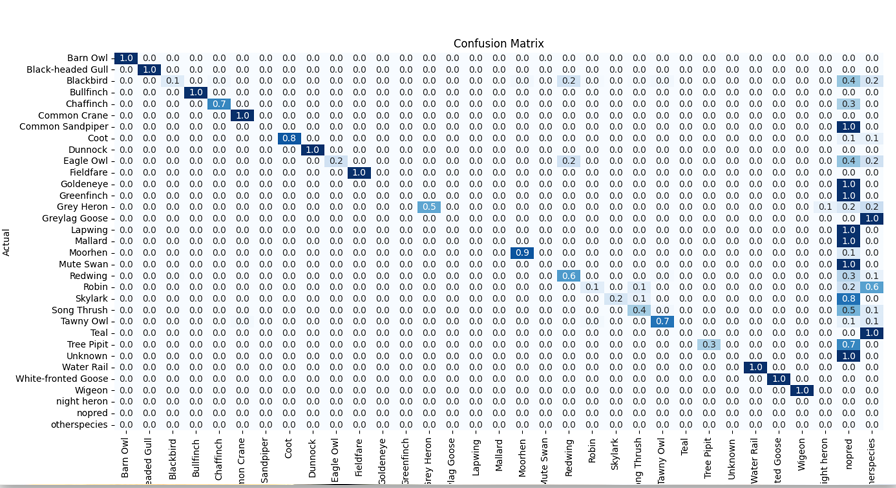 Confusion Matrix
Barn Owl 1.0 0.0 0.0 0.0 0.0 0.0 0.0 0.0 0.0 0.0 0.0 0.0 0.0 0.0 0.0 0.0 0.0 0.0 0.0 0.0 0.0 0.0 0.0 0.0 0.0 0.0 0.0 0.0 0.0 0.0 0.0 0.0 0.0
Black-headed Gull 0.0 1.0 0.0 0.0 0.0 0.0 0.0 0.0 0.0 0.0 0.0 0.0 0.0 0.0 0.0 0.0 0.0 0.0 0.0 0.0 0.0 0.0 0.0 0.0 0.0 0.0 0.0 0.0 0.0 0.0 0.0 0.0 0.0
Blackbird 0.0 0.0 0.1 0.0 0.0 0.0 0.0 0.0 0.0 0.0 0.0 0.0 0.0 0.0 0.0 0.0 0.0 0.0 0.0 0.2 0.0 0.0 0.0 0.0 0.0 0.0 0.0 0.0 0.0 0.0 0.0 0.4 0.2
Bullfinch 0.0 0.0 0.0 1.0 0.0 0.0 0.0 0.0 0.0 0.0 0.0 0.0 0.0 0.0 0.0 0.0 0.0 0.0 0.0 0.0 0.0 0.0 0.0 0.0 0.0 0.0 0.0 0.0 0.0 0.0 0.0 0.0 0.0
Chaffinch 0.0 0.0 0.0 0.0 0.7 0.0 0.0 0.0 0.0 0.0 0.0 0.0 0.0 0.0 0.0 0.0 0.0 0.0 0.0 0.0 0.0 0.0 0.0 0.0 0.0 0.0 0.0 0.0 0.0 0.0 0.0 0.3 0.0
Common Crane 0.0 0.0 0.0 0.0 0.0 1.0 0.0 0.0 0.0 0.0 0.0 0.0 0.0 0.0 0.0 0.0 0.0 0.0 0.0 0.0 0.0 0.0 0.0 0.0 0.0 0.0 0.0 0.0 0.0 0.0 0.0 0.0 0.0
Common Sandpiper 0.0 0.0 0.0 0.0 0.0 0.0 0.0 0.0 0.0 0.0 0.0 0.0 0.0 0.0 0.0 0.0 0.0 0.0 0.0 0.0 0.0 0.0 0.0 0.0 0.0 0.0 0.0 0.0 0.0 0.0 0.0 1.0 0.0
Coot 0.0 0.0 0.0 0.0 0.0 0.0 0.0 0.8 0.0 0.0 0.0 0.0 0.0 0.0 0.0 0.0 0.0 0.0 0.0 0.0 0.0 0.0 0.0 0.0 0.0 0.0 0.0 0.0 0.0 0.0 0.0 0.1 0.1
Dunnock 0.0 0.0 0.0 0.0 0.0 0.0 0.0 0.0 1.0 0.0 0.0 0.0 0.0 0.0 0.0 0.0 0.0 0.0 0.0 0.0 0.0 0.0 0.0 0.0 0.0 0.0 0.0 0.0 0.0 0.0 0.0 0.0 0.0
Eagle Owl 0.0 0.0 0.0 0.0 0.0 0.0 0.0 0.0 0.0 0.2 0.0 0.0 0.0 0.0 0.0 0.0 0.0 0.0 0.0 0.2 0.0 0.0 0.0 0.0 0.0 0.0 0.0 0.0 0.0 0.0 0.0 0.4 0.2
Fieldfare 0.0 0.0 0.0 0.0 0.0 0.0 0.0 0.0 0.0 0.0 1.0 0.0 0.0 0.0 0.0 0.0 0.0 0.0 0.0 0.0 0.0 0.0 0.0 0.0 0.0 0.0 0.0 0.0 0.0 0.0 0.0 0.0 0.0
Goldeneye 0.0 0.0 0.0 0.0 0.0 0.0 0.0 0.0 0.0 0.0 0.0 0.0 0.0 0.0 0.0 0.0 0.0 0.0 0.0 0.0 0.0 0.0 0.0 0.0 0.0 0.0 0.0 0.0 0.0 0.0 0.0 1.0 0.0
Greenfinch 0.0 0.0 0.0 0.0 0.0 0.0 0.0 0.0 0.0 0.0 0.0 0.0 0.0 0.0 0.0 0.0 0.0 0.0 0.0 0.0 0.0 0.0 0.0 0.0 0.0 0.0 0.0 0.0 0.0 0.0 0.0 1.0 0.0
Grey Heron 0.0 0.0 0.0 0.0 0.0 0.0 0.0 0.0 0.0 0.0 0.0 0.0 0.0 0.5 0.0 0.0 0.0 0.0 0.0 0.0 0.0 0.0 0.0 0.0 0.0 0.0 0.0 0.0 0.0 0.0 0.1 0.2 0.2
Greylag Goose 0.0 0.0 0.0 0.0 0.0 0.0 0.0 0.0 0.0 0.0 0.0 0.0 0.0 0.0 0.0 0.0 0.0 0.0 0.0 0.0 0.0 0.0 0.0 0.0 0.0 0.0 0.0 0.0 0.0 0.0 0.0 0.0 1.0
Lapwing 0.0 0.0 0.0 0.0 0.0 0.0 0.0 0.0 0.0 0.0 0.0 0.0 0.0 0.0 0.0 0.0 0.0 0.0 0.0 0.0 0.0 0.0 0.0 0.0 0.0 0.0 0.0 0.0 0.0 0.0 0.0 1.0 0.0
Mallard 0.0 0.0 0.0 0.0 0.0 0.0 0.0 0.0 0.0 0.0 0.0 0.0 0.0 0.0 0.0 0.0 0.0 0.0 0.0 0.0 0.0 0.0 0.0 0.0 0.0 0.0 0.0 0.0 0.0 0.0 0.0 1.0 0.0
Moorhen 0.0 0.0 0.0 0.0 0.0 0.0 0.0 0.0 0.0 0.0 0.0 0.0 0.0 0.0 0.0 0.0 0.0 0.9 0.0 0.0 0.0 0.0 0.0 0.0 0.0 0.0 0.0 0.0 0.0 0.0 0.0 0.1 0.0
Mute Swan 0.0 0.0 0.0 0.0 0.0 0.0 0.0 0.0 0.0 0.0 0.0 0.0 0.0 0.0 0.0 0.0 0.0 0.0 0.0 0.0 0.0 0.0 0.0 0.0 0.0 0.0 0.0 0.0 0.0 0.0 0.0 1.0 0.0
Redwing 0.0 0.0 0.0 0.0 0.0 0.0 0.0 0.0 0.0 0.0 0.0 0.0 0.0 0.0 0.0 0.0 0.0 0.0 0.0 0.6 0.0 0.0 0.0 0.0 0.0 0.0 0.0 0.0 0.0 0.0 0.0 0.3 0.1
Robin 0.0 0.0 0.0 0.0 0.0 0.0 0.0 0.0 0.0 0.0 0.0 0.0 0.0 0.0 0.0 0.0 0.0 0.0 0.0 0.0 0.1 0.0 0.1 0.0 0.0 0.0 0.0 0.0 0.0 0.0 0.0 0.2 0.6
Skylark 0.0 0.0 0.0 0.0 0.0 0.0 0.0 0.0 0.0 0.0 0.0 0.0 0.0 0.0 0.0 0.0 0.0 0.0 0.0 0.0 0.0 0.2 0.1 0.0 0.0 0.0 0.0 0.0 0.0 0.0 0.0 0.8 0.0
Song Thrush 0.0 0.0 0.0 0.0 0.0 0.0 0.0 0.0 0.0 0.0 0.0 0.0 0.0 0.0 0.0 0.0 0.0 0.0 0.0 0.0 0.0 0.0 0.4 0.0 0.0 0.0 0.0 0.0 0.0 0.0 0.0 0.5 0.1
Tawny Owl 0.0 0.0 0.0 0.0 0.0 0.0 0.0 0.0 0.0 0.0 0.0 0.0 0.0 0.0 0.0 0.0 0.0 0.0 0.0 0.0 0.0 0.0 0.0 0.7 0.0 0.0 0.0 0.0 0.0 0.0 0.0 0.1 0.1
Teal 0.0 0.0 0.0 0.0 0.0 0.0 0.0 0.0 0.0 0.0 0.0 0.0 0.0 0.0 0.0 0.0 0.0 0.0 0.0 0.0 0.0 0.0 0.0 0.0 0.0 0.0 0.0 0.0 0.0 0.0 0.0 0.0 1.0
Tree Pipit 0.0 0.0 0.0 0.0 0.0 0.0 0.0 0.0 0.0 0.0 0.0 0.0 0.0 0.0 0.0 0.0 0.0 0.0 0.0 0.0 0.0 0.0 0.0 0.0 0.0 0.3 0.0 0.0 0.0 0.0 0.0 0.7 0.0
Unknown 0.0 0.0 0.0 0.0 0.0 0.0 0.0 0.0 0.0 0.0 0.0 0.0 0.0 0.0 0.0 0.0 0.0 0.0 0.0 0.0 0.0 0.0 0.0 0.0 0.0 0.0 0.0 0.0 0.0 0.0 0.0 1.0 0.0
Water Rail 0.0 0.0 0.0 0.0 0.0 0.0 0.0 0.0 0.0 0.0 0.0 0.0 0.0 0.0 0.0 0.0 0.0 0.0 0.0 0.0 0.0 0.0 0.0 0.0 0.0 0.0 0.0 1.0 0.0 0.0 0.0 0.0 0.0
White-fronted Goose 0.0 0.0 0.0 0.0 0.0 0.0 0.0 0.0 0.0 0.0 0.0 0.0 0.0 0.0 0.0 0.0 0.0 0.0 0.0 0.0 0.0 0.0 0.0 0.0 0.0 0.0 0.0 0.0 1.0 0.0 0.0 0.0 0.0
Wigeon 0.0 0.0 0.0 0.0 0.0 0.0 0.0 0.0 0.0 0.0 0.0 0.0 0.0 0.0 0.0 0.0 0.0 0.0 0.0 0.0 0.0 0.0 0.0 0.0 0.0 0.0 0.0 0.0 0.0 1.0 0.0 0.0 0.0
night heron 0.0 0.0 0.0 0.0 0.0 0.0 0.0 0.0 0.0 0.0 0.0 0.0 0.0 0.0 0.0 0.0 0.0 0.0 0.0 0.0 0.0 0.0 0.0 0.0 0.0 0.0 0.0 0.0 0.0 0.0 0.0 0.0 0.0
nopred 0.0 0.0 0.0 0.0 0.0 0.0 0.0 0.0 0.0 0.0 0.0 0.0 0.0 0.0 0.0 0.0 0.0 0.0 0.0 0.0 0.0 0.0 0.0 0.0 0.0 0.0 0.0 0.0 0.0 0.0 0.0 0.0 0.0
otherspecies 0.0 0.0 0.0 0.0 0.0 0.0 0.0 0.0 0.0 0.0 0.0 0.0 0.0 0.0 0.0 0.0 0.0 0.0 0.0 0.0 0.0 0.0 0.0 0.0 0.0 0.0 0.0 0.0 0.0 0.0 0.0 0.0 0.0
Actual
Barn Owl
eaded Gull
Blackbird
Bullfinch
Chaffinch
mon Crane
Sandpiper
Coot
Dunnock
Eagle Owl
Fieldfare
Goldeneye
Greenfinch
Grey Heron
lag Goose
Lapwing
Mallard
Moorhen
Mute Swan
Redwing
Robin
Skylark
ng Thrush
Tawny Owl
Teal
Tree Pipit
Unknown
Water Rail
ted Goose
Wigeon
ight heron
nopred
herspecies